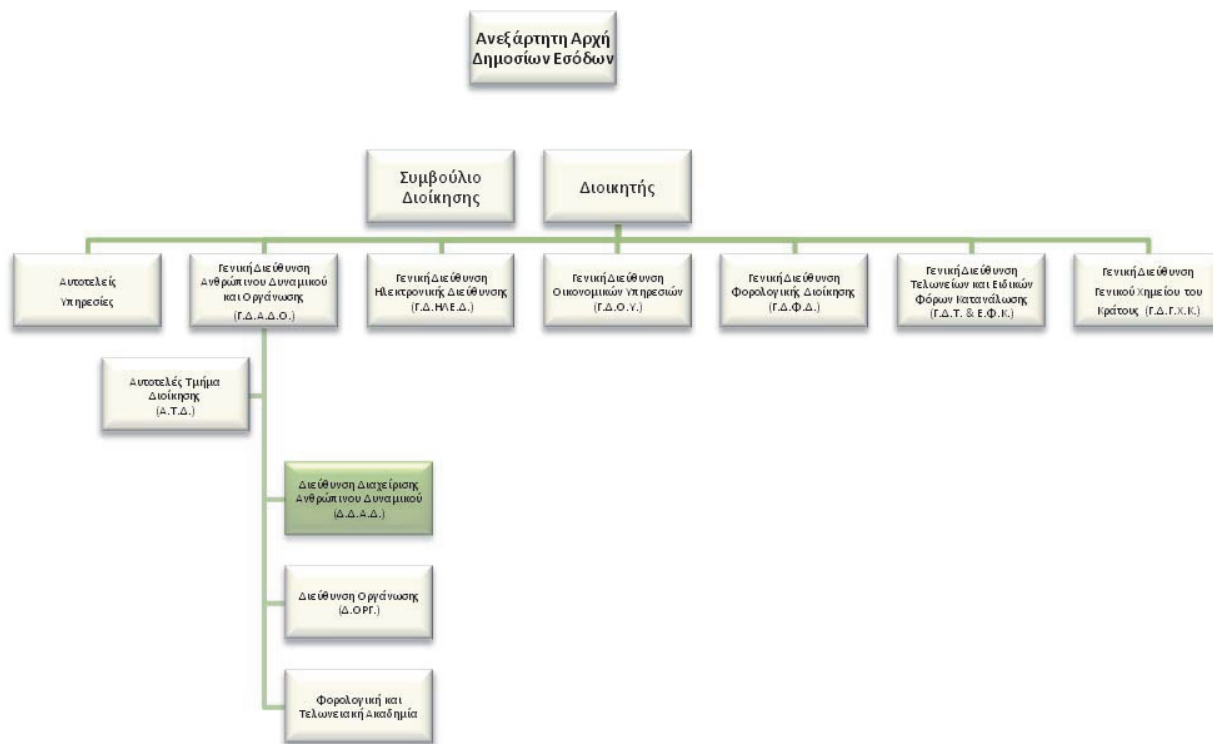 Ανεξάρτητη Αρχή
Δημοσίων Εσόδων
Συμβούλιο
Διοίκησης
Διοικητής
Αυτοτελείς
Υπηρεσίες
Γενική Διεύθυνση
Ανθρώπινου Δυναμικού
και Οργάνωσης
(Γ.Δ.Α.Δ.Ο.)
Γενική Διεύθυνση
Ηλεκτρονικής Διεύθυνσης
(Γ.Δ.ΗΛΕ.Δ.)
Γενική Διεύθυνση
Οικονομικών Υπηρεσιών
(Γ.Δ.Ο.Υ.)
Γενική Διεύθυνση
Φορολογικής Διοίκησης
(Γ.Δ.Φ.Δ.)
Γενική Διεύθυνση
Τελωνείων και Ειδικών
Φόρων Κατανάλωσης
(Γ.Δ.Τ. & Ε.Φ.Κ.)
Γενική Διεύθυνση
Γενικού Χημείου του
Κράτους (Γ.Δ.Γ.Χ.Κ.)
Αυτοτελές Τμήμα
Διοίκησης
(Α.Τ.Δ.)
Διεύθυνση Διαχείρισης
Ανθρώπινου Δυναμικού
(Δ.Δ.Α.Δ.)
Διεύθυνση Οργάνωσης
(Δ.ΟΡΓ.)
Φορολογική και
Τελωνειακή Ακαδημία